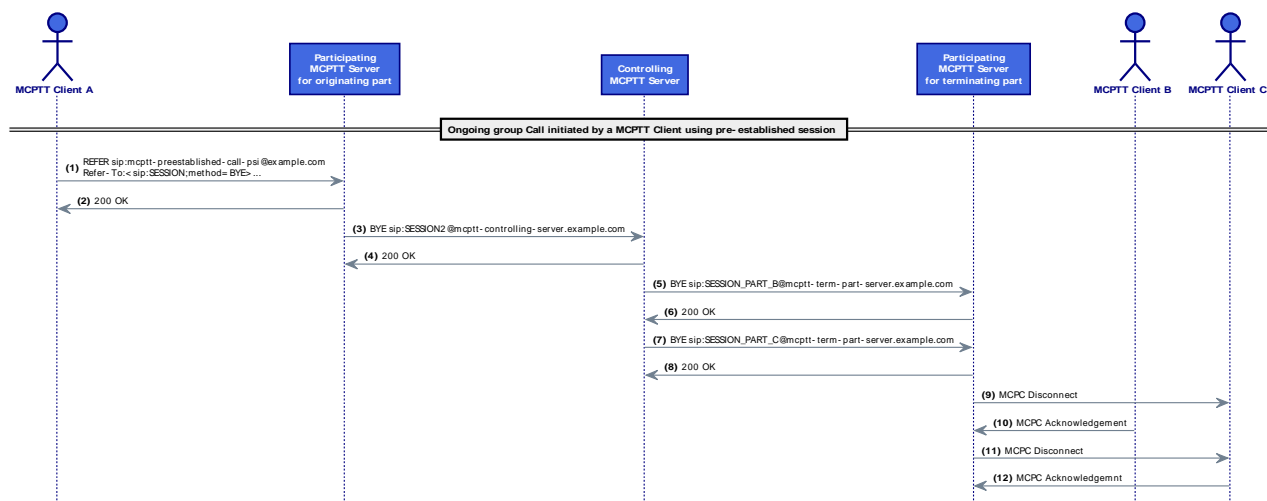 MCPTT Client A
Participating
MCPTT Server
for originating part
Controlling
MCPTT Server
Participating
MCPTT Server
for terminating part
MCPTT Client B
MCPTT Client C
Ongoing group Call initiated by a MCPTT Client using pre-established session
(1) REFER sip:mcptt-preestablished-call-psi@example.com
Refer-To:<sip:SESSION;method=BYE> ...
(2) 200 OK
(3) BYE sip:SESSION2@mcptt-controlling-server.example.com
(4) 200 OK
(5) BYE sip:SESSION_PART_B@mcptt-term-part-server.example.com
(6) 200 OK
(7) BYE sip:SESSION_PART_C@mcptt-term-part-server.example.com
(8) 200 OK
(9) MCPC Disconnect
(10) MCPC Acknowledgement
(11) MCPC Disconnect
(12) MCPC Acknowledgemnt